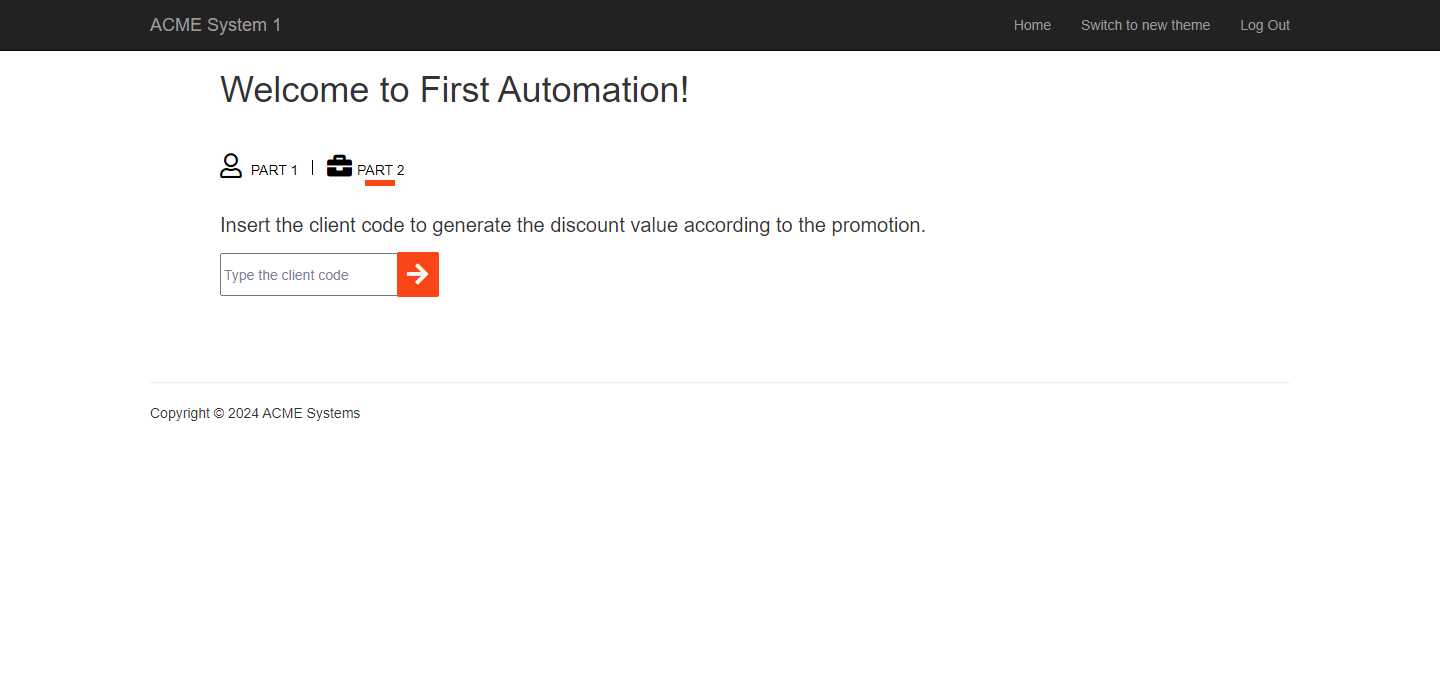 ACME System 1 Home Switch to new theme Log Out
Welcome to First Automation!
PART 1 | PART 2
Insert the client code to generate the discount value according to the promotion.
Type the client code
Copyright © 2024 ACME Systems